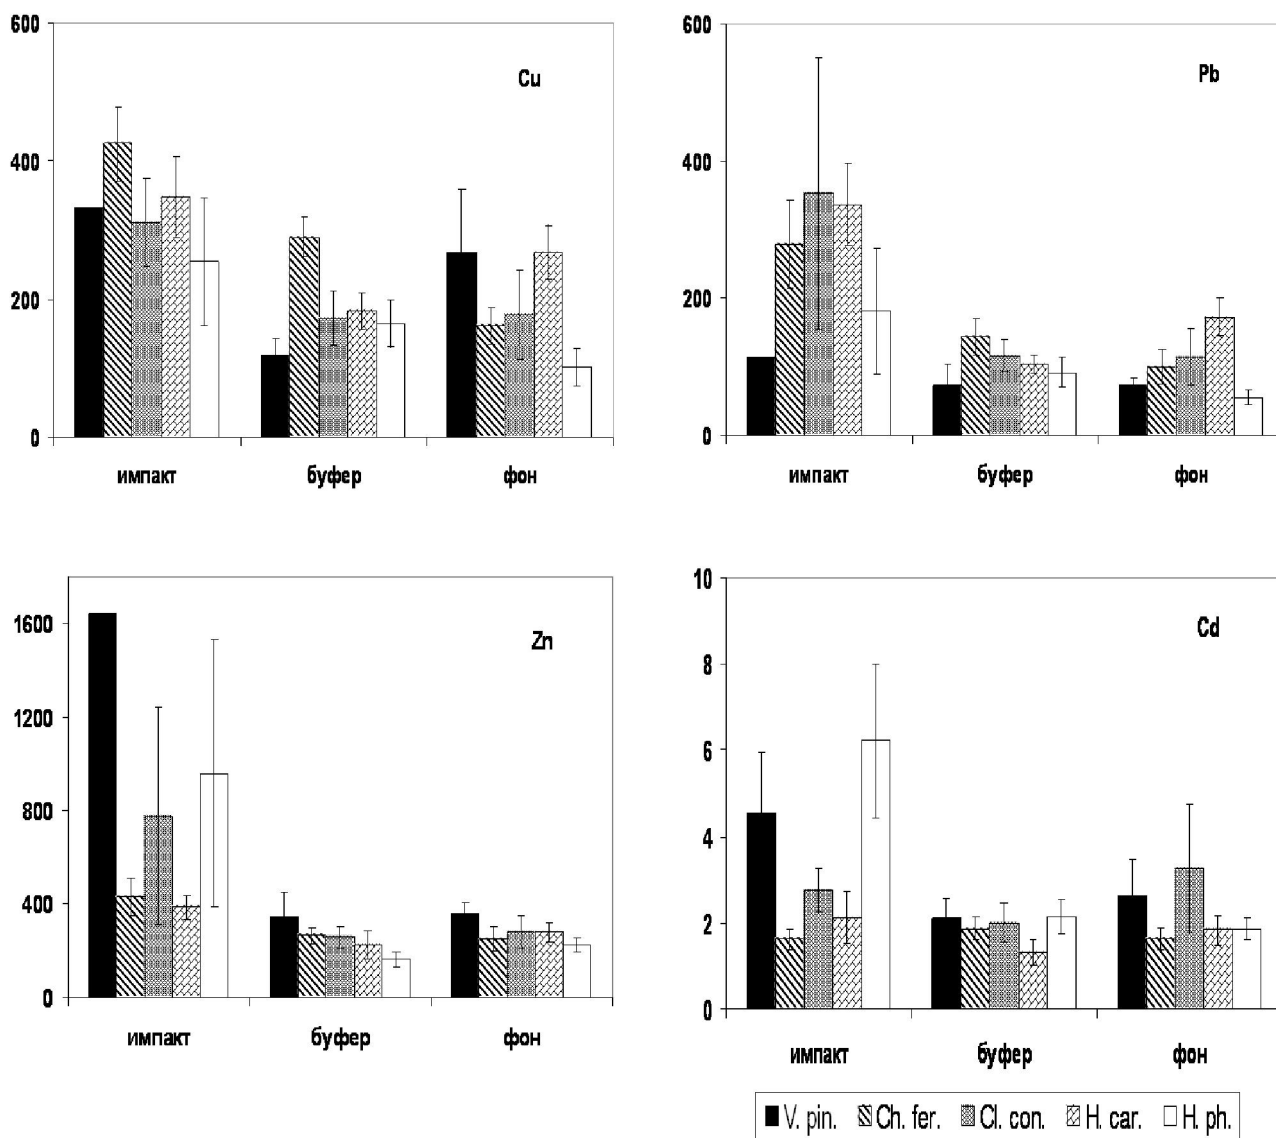 600
Cu
400
200
0
импакт
буфер
фон
600
Pb
400
200
0
импакт
буфер
фон
1600
Zn
1200
800
400
0
импакт
буфер
фон
10
Cd
8
6
4
2
0
импакт
буфер
фон
V. pin. Ch. fer. Cl. con. H. car. H. ph.